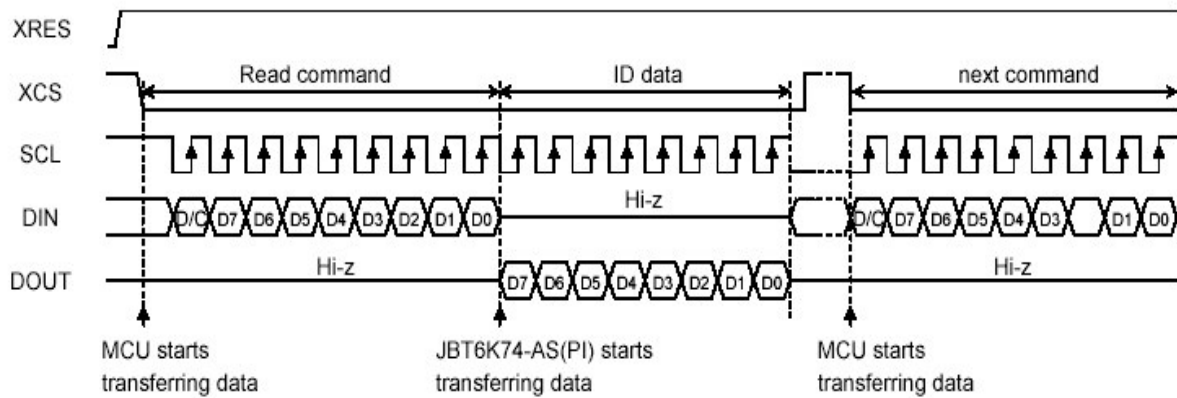 XRES
XCS
Read command
ID data
next command
SCL
DIN
D/C D7 D6 D5 D4 D3 D2 D1 D0
Hi-z
D/C D7 D6 D5 D4 D3 D1 D0
DOUT
Hi-z
D7 D6 D5 D4 D3 D2 D1 D0
Hi-z
MCU starts
transferring data
JBT6K74-AS(PI) starts
transferring data
MCU starts
transferring data